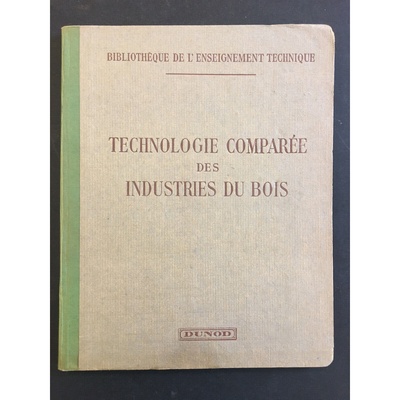 BIBLIOTHÈQUE DE L'ENSEIGNEMENT TECHNIQUE
TECHNOLOGIE COMPARÉE
DES
INDUSTRIES DU BOIS
DUNOD